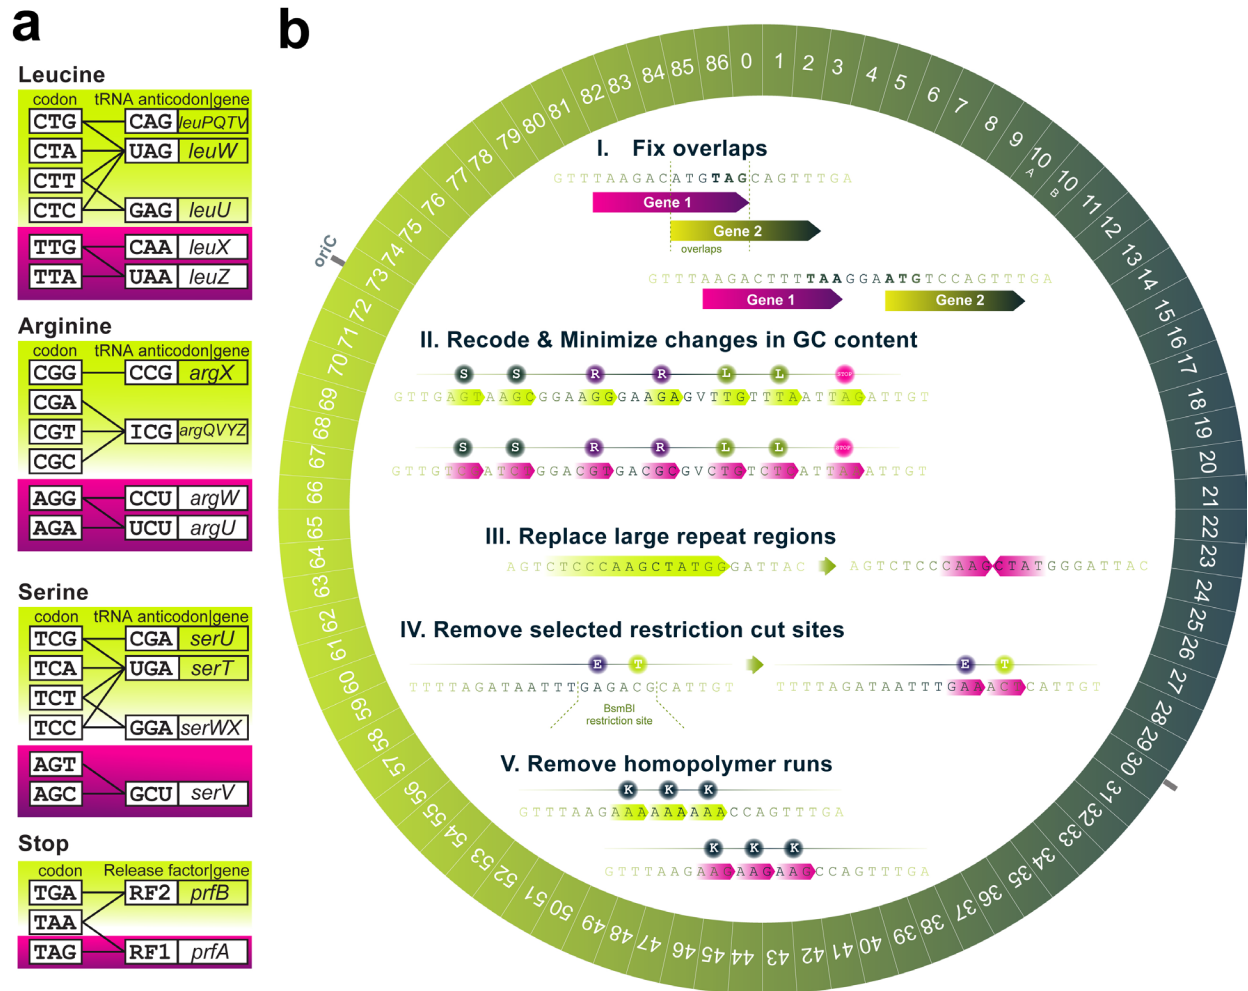 a
Leucine
codon tRNA anticodon|gene
CTG CAG leuPQTV
CTA UAG leuW
CTT
CTC GAG leuU
TTG CAA leuX
TTA UAA leuZ
Arginine
codon tRNA anticodon|gene
CGG CCG argX
CGA
CGT ICG argQVYZ
CGC
AGG CCU argW
AGA UCU argU
Serine
codon tRNA anticodon|gene
TCG CGA serU
TCA UGA serT
TCT
TCC GGA serWX
AGT
AGC GCU serV
Stop
codon Release factor|gene
TGA RF2 prfB
TAA
TAG RF1 prfA
b
0 1 2 3 4 5 6 7 8 9 10 A 10 B 11 12 13 14 15 16 17 18 19 20 21 22 23 24 25 26 27 28 29 30 31 32 33 34 35 36 37 38 39 40 41 42 43 44 45 46 47 48 49 50 51 52 53 54 55 56 57 58 59 60 61 62 63 64 65 66 67 68 69 70 71 72 73 74 75 76 77 78 79 80 81 82 83 84 85 86
oriC
I. Fix overlaps
GTTTAAGACATGTAGCAGTTTGA
Gene 1
Gene 2
overlaps
GTTTAAGACTTTTAAGGAATGTCCAGTTTGA
Gene 1 Gene 2
II. Recode & Minimize changes in GC content
S S R R L L STOP
GTTGAGTAAGCGGAAGGGAAGAGVTTGTTTAATTAGATTGT
S S R R L L STOP
III. Replace large repeat regions
AGTCTCCCAAGCTATGGGATTAC AGTCTCCCAAGCTATGGGATTAC
IV. Remove selected restriction cut sites
E T E T
TTTTAGATAATTTGAGACGCATTGT
BsmBI
restriction site
V. Remove homopolymer runs
K K K
GTTTAAGAAAAAAAAACCAGTTTGA
K K K
GTTTAAGAAGAAGAAGCCAGTTTGA